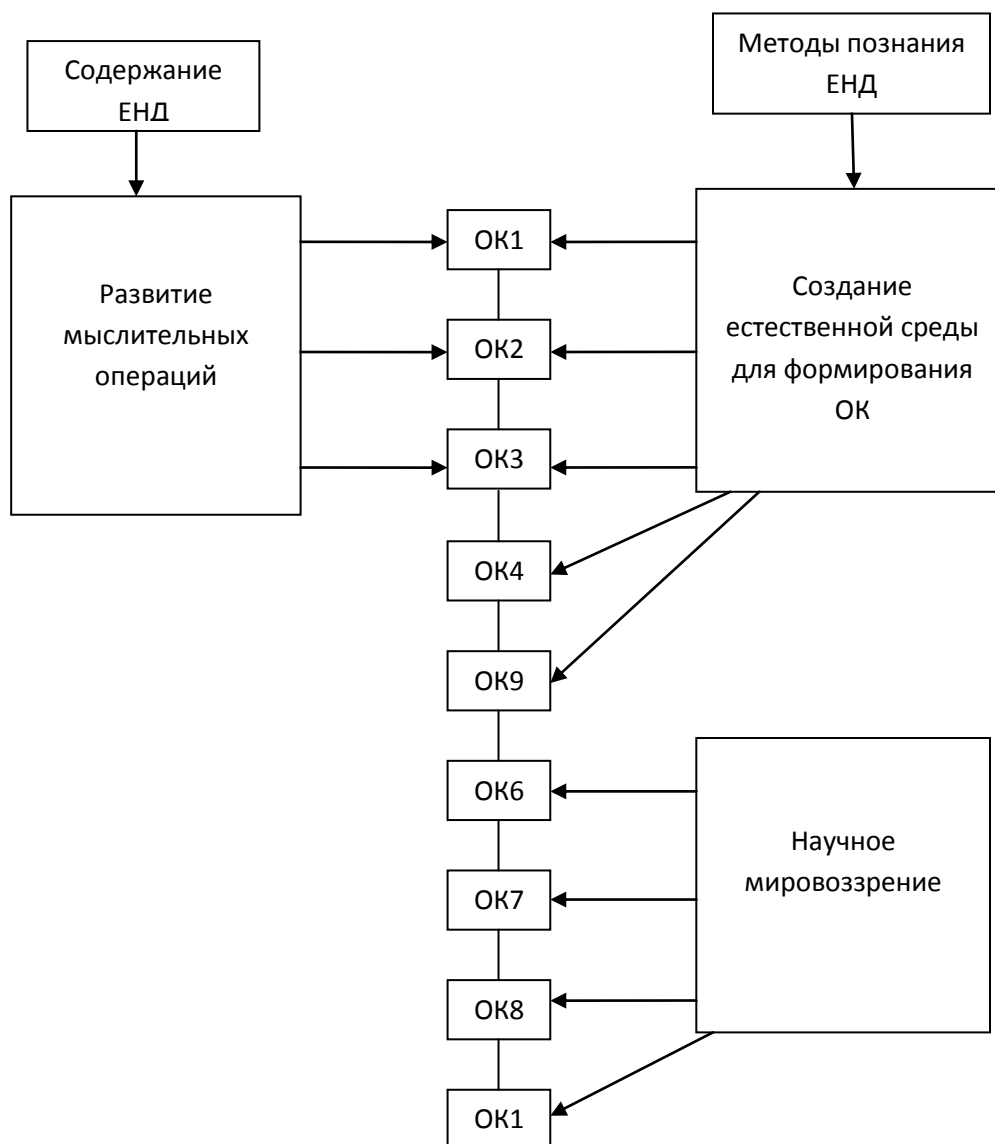 Содержание
ЕНД
Методы познания
ЕНД
Развитие
мыслительных
операций
ОК1
ОК2
ОК3
ОК4
ОК9
ОК6
ОК7
ОК8
ОК1
Создание
естественной среды
для формирования
ОК
Научное
мировоззрение